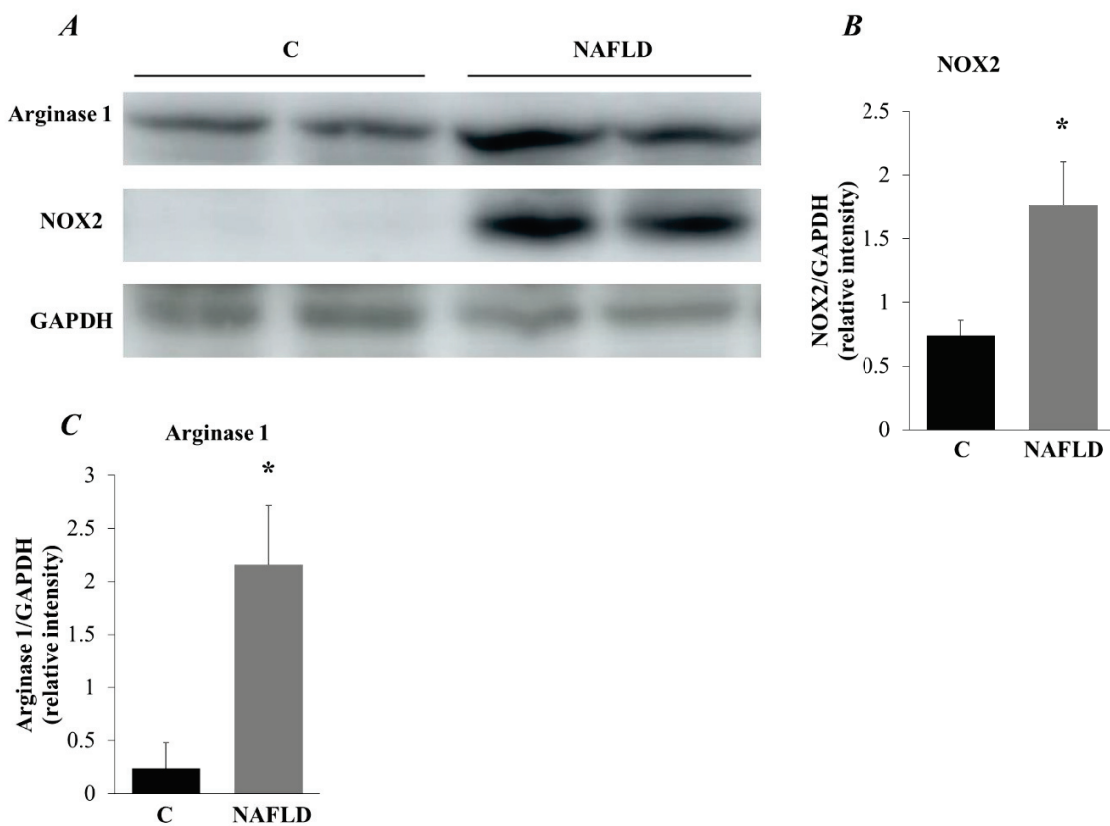 A
C
NAFLD
Arginase 1
NOX2
GAPDH
B
NOX2
NOX2/GAPDH
(relative intensity)
2.5
*
2
1.5
1
0.5
0
C
NAFLD
C
Arginase 1
Arginase 1/GAPDH
(relative intensity)
3
*
2.5
2
1.5
1
0.5
0
C
NAFLD